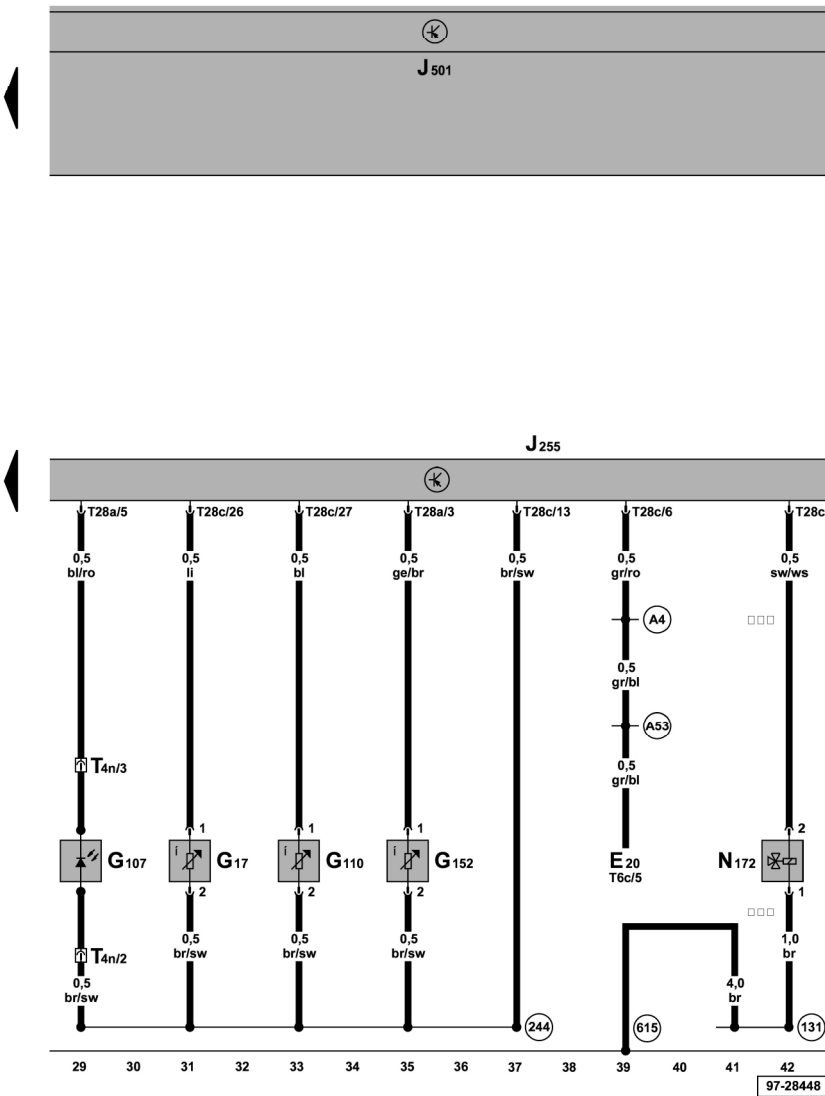 J 501
J 255
T28a/5 T28c/26 T28c/27 T28a/3 T28c/13 T28c/6 T28c
0,5 0,5 0,5 0,5 0,5 0,5 0,5
bl/ro li bl ge/br br/sw gr/ro sw/ws
A4
0,5
gr/bl
A53
T4n/3
0,5
gr/bl
1 1 1 2
G107 G17 G110 G152 E20 N172
T6c/5
2 2 2 1
0,5 0,5 0,5 1,0
br/sw br/sw br/sw br
T4n/2
0,5 4,0
br/sw br
244 615 131
29 30 31 32 33 34 35 36 37 38 39 40 41 42
97-28448